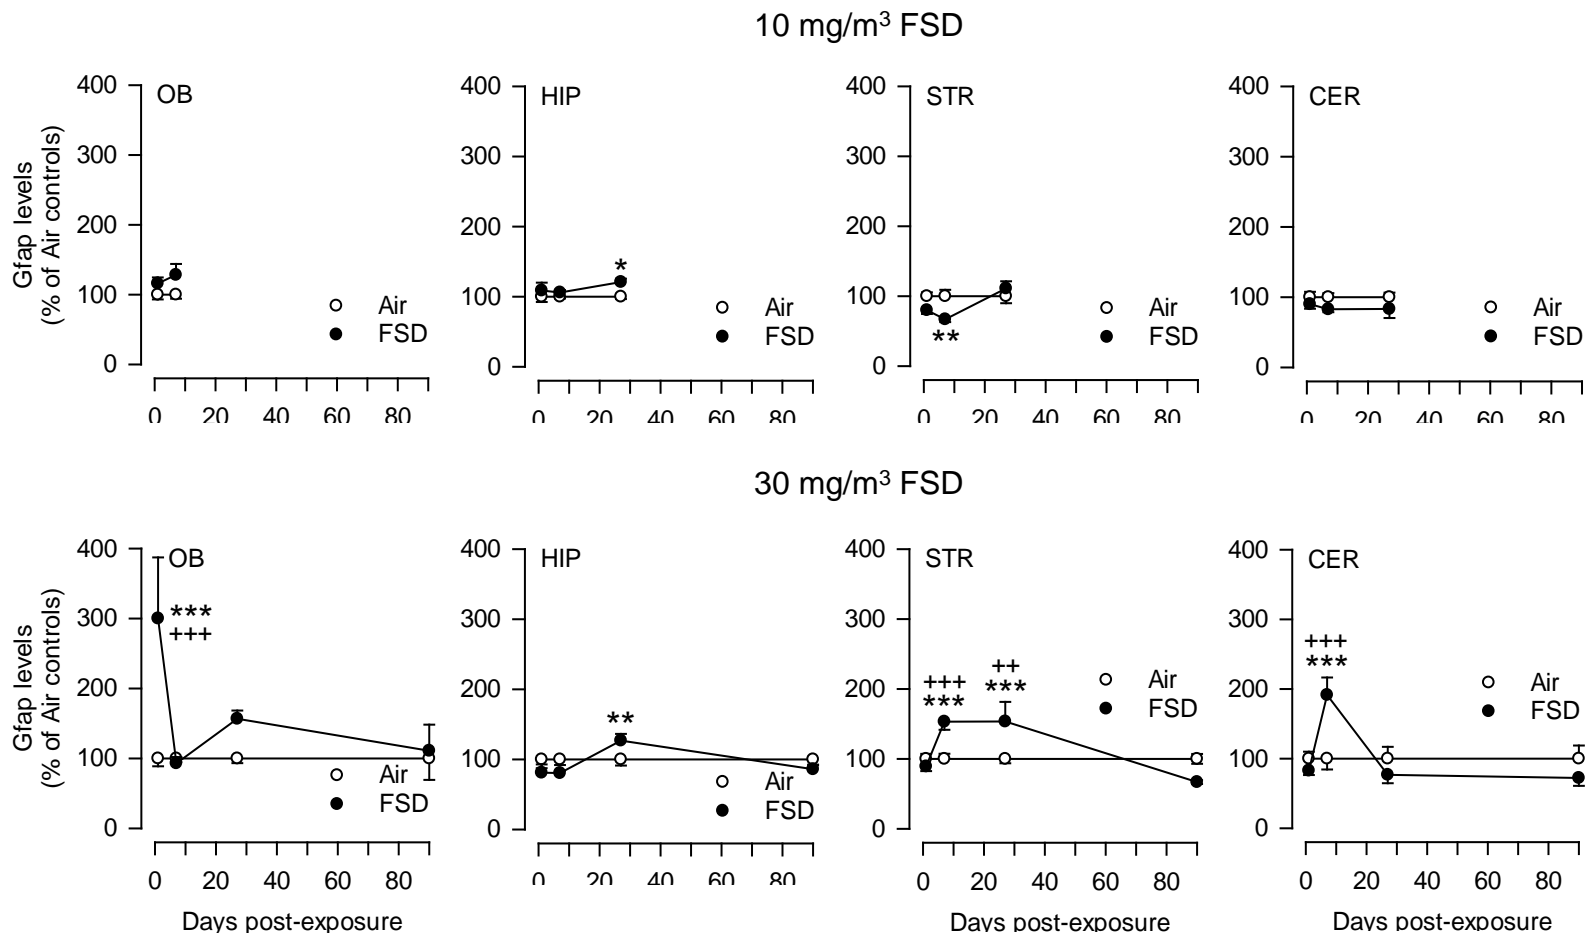 10 mg/m³ FSD
Gfap levels
(% of Air controls)
400
300
200
100
0
OB
Air
FSD
0 20 40 60 80
400
300
200
100
0
HIP
*
Air
FSD
0 20 40 60 80
400
300
200
100
0
STR
**
Air
FSD
0 20 40 60 80
400
300
200
100
0
CER
Air
FSD
0 20 40 60 80
30 mg/m³ FSD
Gfap levels
(% of Air controls)
400
300
200
100
0
OB
***
+++
Air
FSD
0 20 40 60 80
Days post-exposure
400
300
200
100
0
HIP
**
Air
FSD
0 20 40 60 80
400
300
200
100
0
STR
+++
***
++
***
Air
FSD
0 20 40 60 80
Days post-exposure
400
300
200
100
0
CER
+++
***
Air
FSD
0 20 40 60 80
Days post-exposure